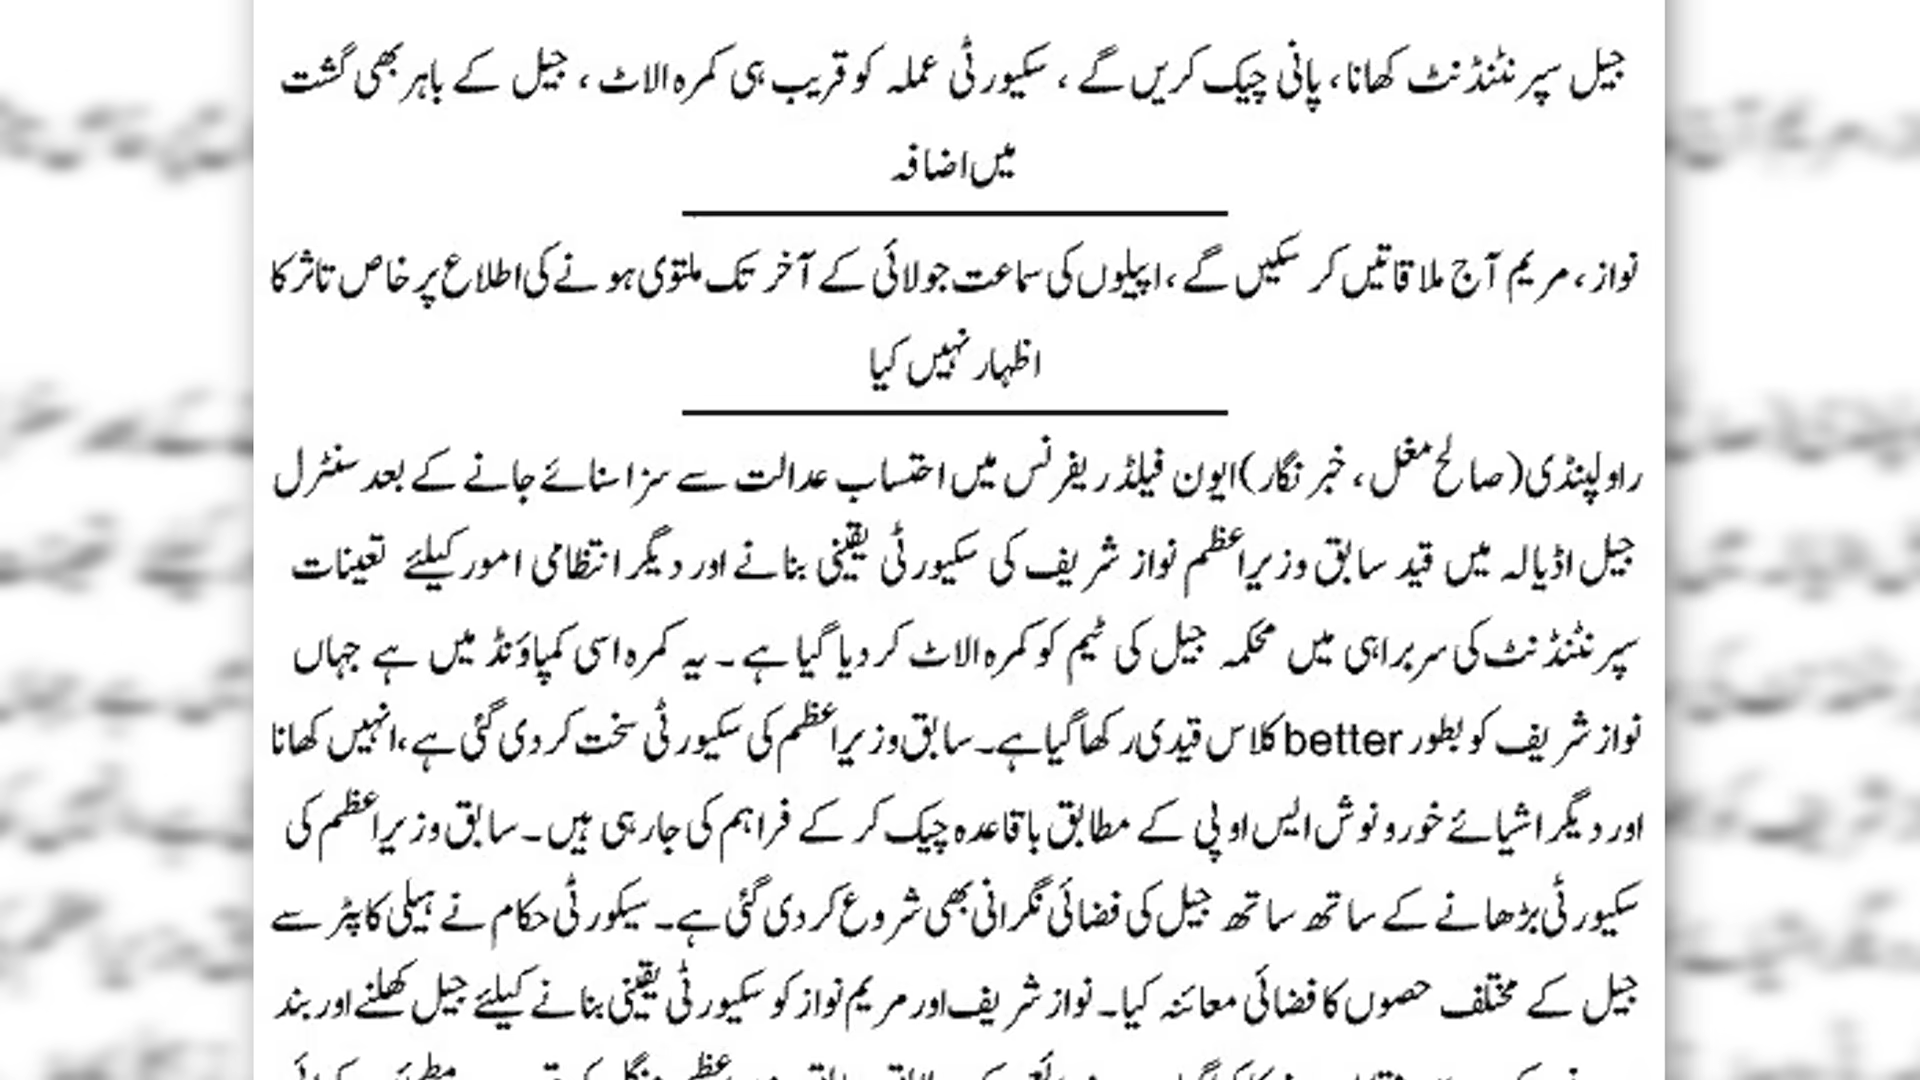 جیل سپرنٹنڈنٹ کھانا، پانی چیک کریں گے ، سکیورٹی عملہ کو قریب ہی کمرہ الاٹ ، جیل کے باہر بھی گشت
میں اضافہ
نواز، مریم آج ملاقاتیں کر سکیں گے ،اپیلوں کی سماعت جولائی کے آخر تک ملتوی ہونے کی اطلاع پر خاص تاثر کا
اظہار نہیں کیا
راولپنڈی(صالح مغل ، خبر نگار)ایون فیلڈ ریفرنس میں احتساب عدالت سے سزا سنائے جانے کے بعد سنٹرل
جیل اڈیالہ میں قید سابق وزیراعظم نواز شریف کی سکیورٹی یقینی بنانے اور دیگر انتظامی امور کیلئے تعینات
سپرنٹنڈنٹ کی سربراہی میں محکمہ جیل کی ٹیم کو کمرہ الاٹ کر دیا گیا ہے ۔ یہ کمرہ اسی کمپاؤنڈ میں ہے جہاں
نواز شریف کو بطور better کلاس قیدی رکھا گیا ہے۔ سابق وزیراعظم کی سکیورٹی سخت کر دی گئی ہے ،انہیں کھانا
اور دیگر اشیائے خورونوش ایس او پی کے مطابق باقاعدہ چیک کر کے فراہم کی جارہی ہیں۔ سابق وزیراعظم کی
سکیورٹی بڑھانے کے ساتھ ساتھ جیل کی فضائی نگرانی بھی شروع کر دی گئی ہے۔ سیکورٹی حکام نے ہیلی کاپٹر سے
جیل کے مختلف حصوں کا فضائی معائنہ کیا۔ نواز شریف اور مریم نواز کو سکیورٹی یقینی بنانے کیلئے جیل کھلنے اور بند